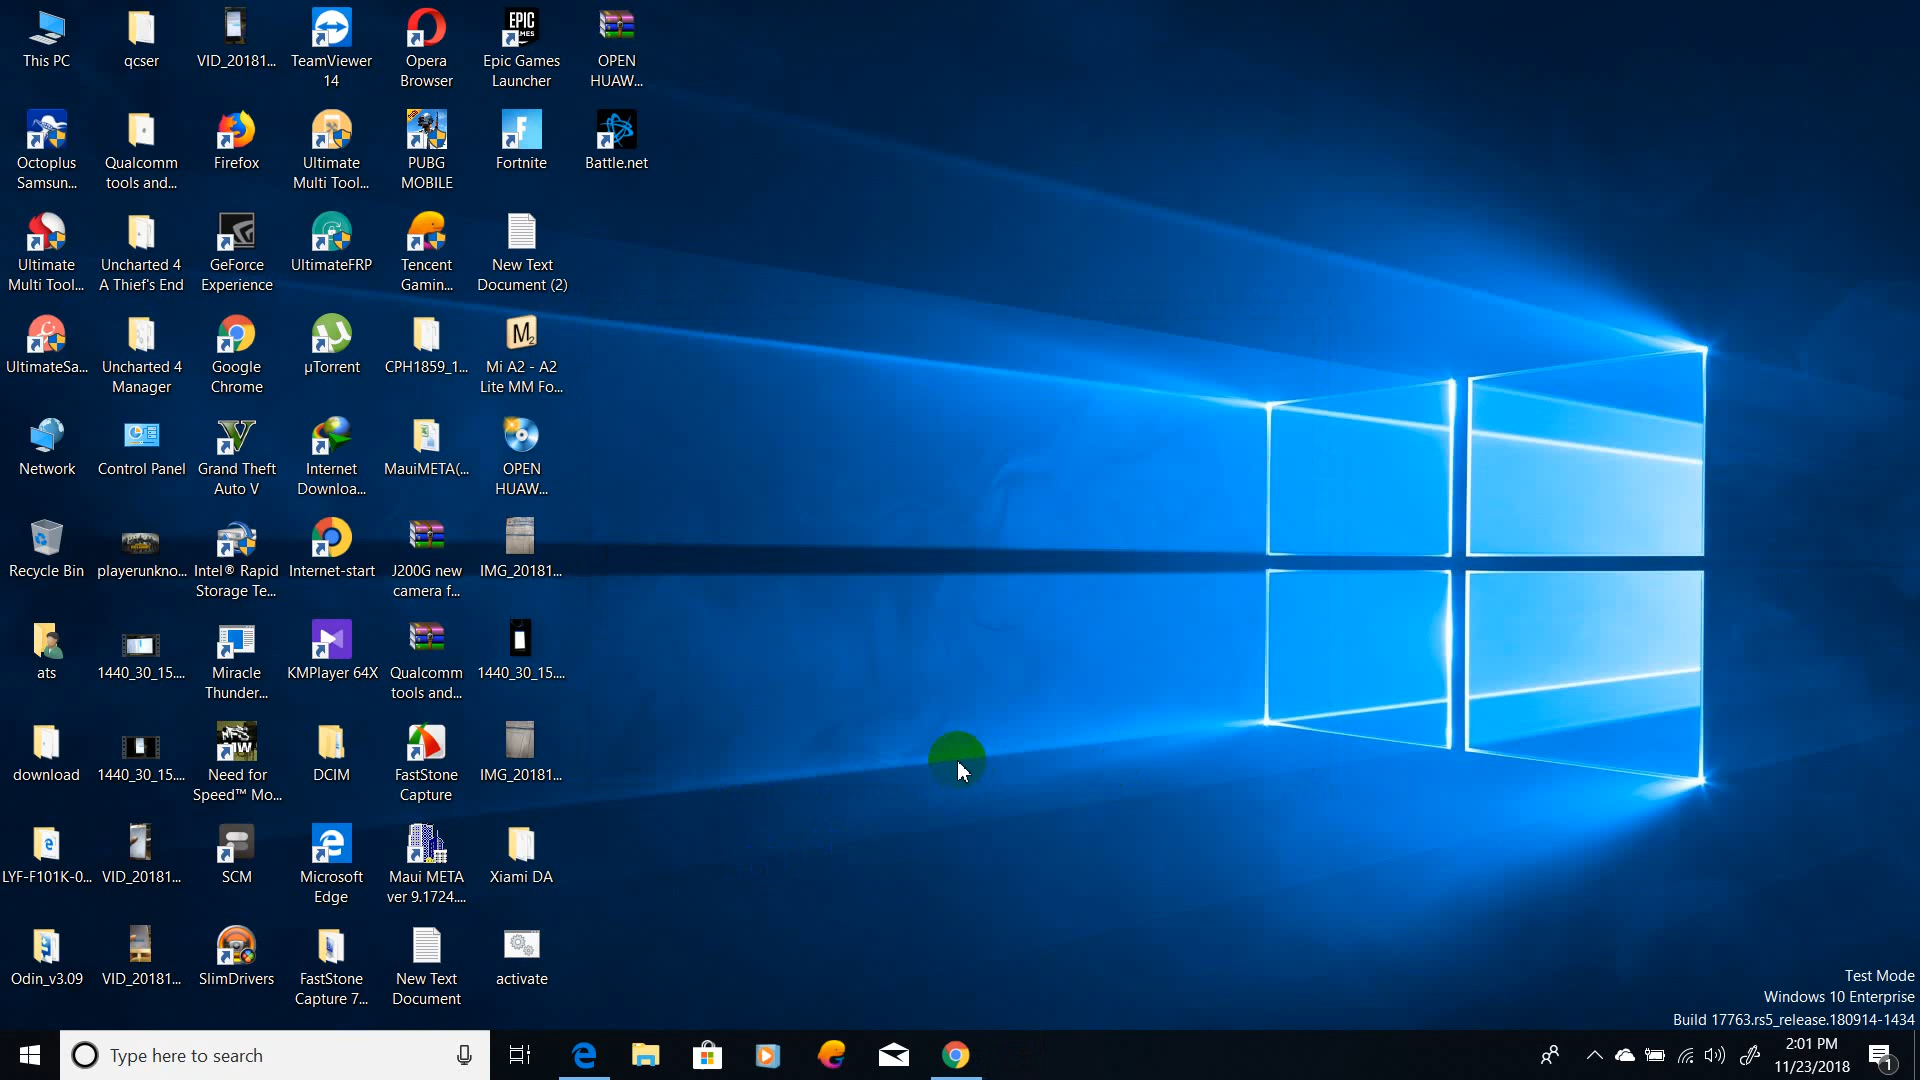 This PC
qcser
VID_20181...
TeamViewer
14
Opera
Browser
EPIC
GAMES
Epic Games
Launcher
OPEN
HUAW...
Octoplus
Samsun...
Qualcomm
tools and...
Firefox
Ultimate
Multi Tool...
PUBG
MOBILE
Fortnite
Battle.net
Ultimate
Multi Tool...
Uncharted 4
A Thief's End
GeForce
Experience
UltimateFRP
Tencent
Gaming...
New Text
Document (2)
UltimateSa...
Uncharted 4
Manager
Google
Chrome
µTorrent
CPH1859_1...
M2
Mi A2 - A2
Lite MM Fo...
Network
Control Panel
Grand Theft
Auto V
Internet
Downloa...
MauiMETA(...
OPEN
HUAW...
Recycle Bin
playerunkno...
Intel® Rapid
Storage Te...
Internet-start
J200G new
camera f...
IMG_20181...
ats
1440_30_15....
Miracle
Thunder...
KMPlayer 64X
Qualcomm
tools and...
1440_30_15....
download
1440_30_15....
Need for
Speed™ Mo...
DCIM
FastStone
Capture
IMG_20181...
LYF-F101K-0...
VID_20181...
SCM
Microsoft
Edge
Maui META
ver 9.1724....
Xiami DA
Odin_v3.09
VID_20181...
SlimDrivers
FastStone
Capture 7...
New Text
Document
activate
Test Mode
Windows 10 Enterprise
Build 17763.rs5_release.180914-1434
Type here to search
2:01 PM
11/23/2018
1